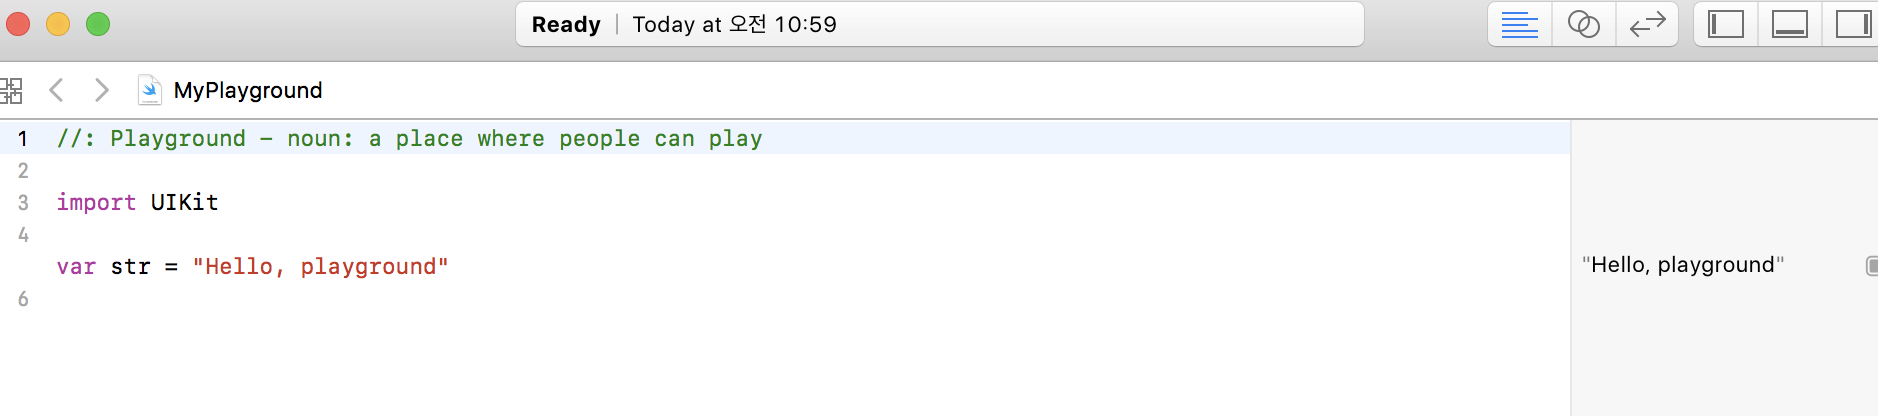 Ready | Today at 오전 10:59
MyPlayground
1 //: Playground - noun: a place where people can play
2
3 import UIKit
4
var str = "Hello, playground" "Hello, playground"
6